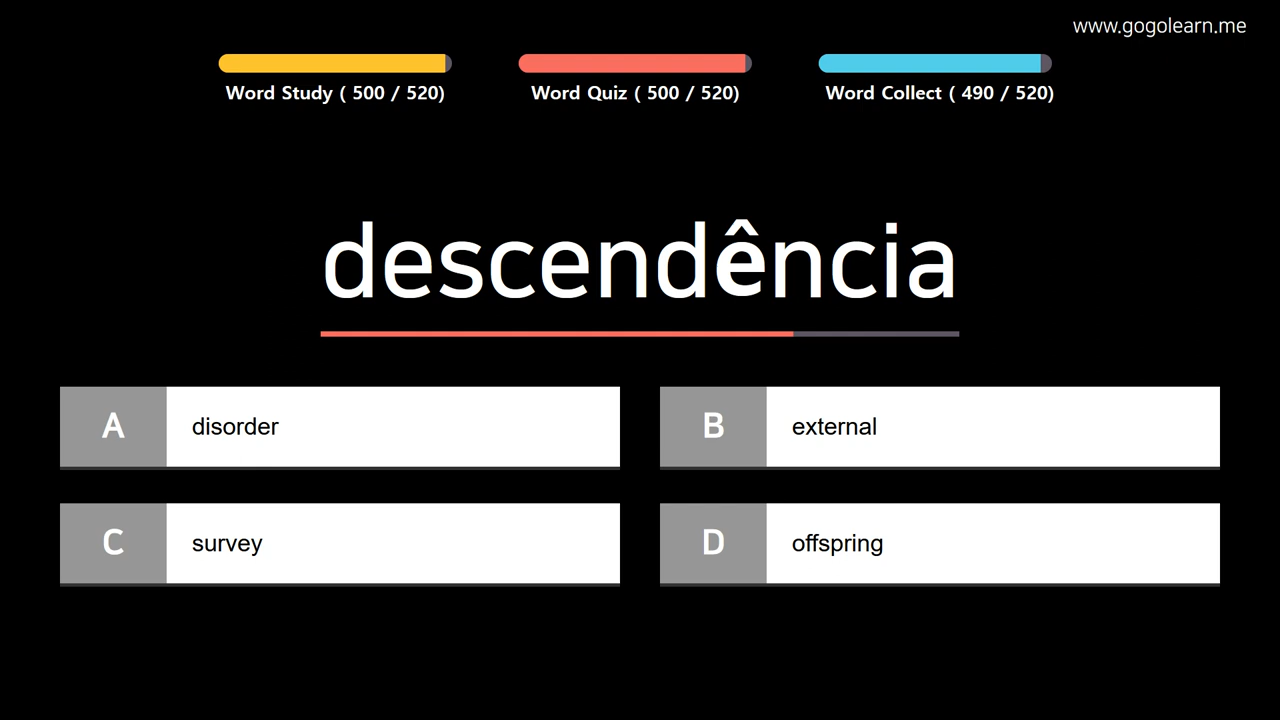 www.gogolearn.me
Word Study ( 500 / 520)
Word Quiz ( 500 / 520)
Word Collect ( 490 / 520)
descendência
A disorder
B external
C survey
D offspring